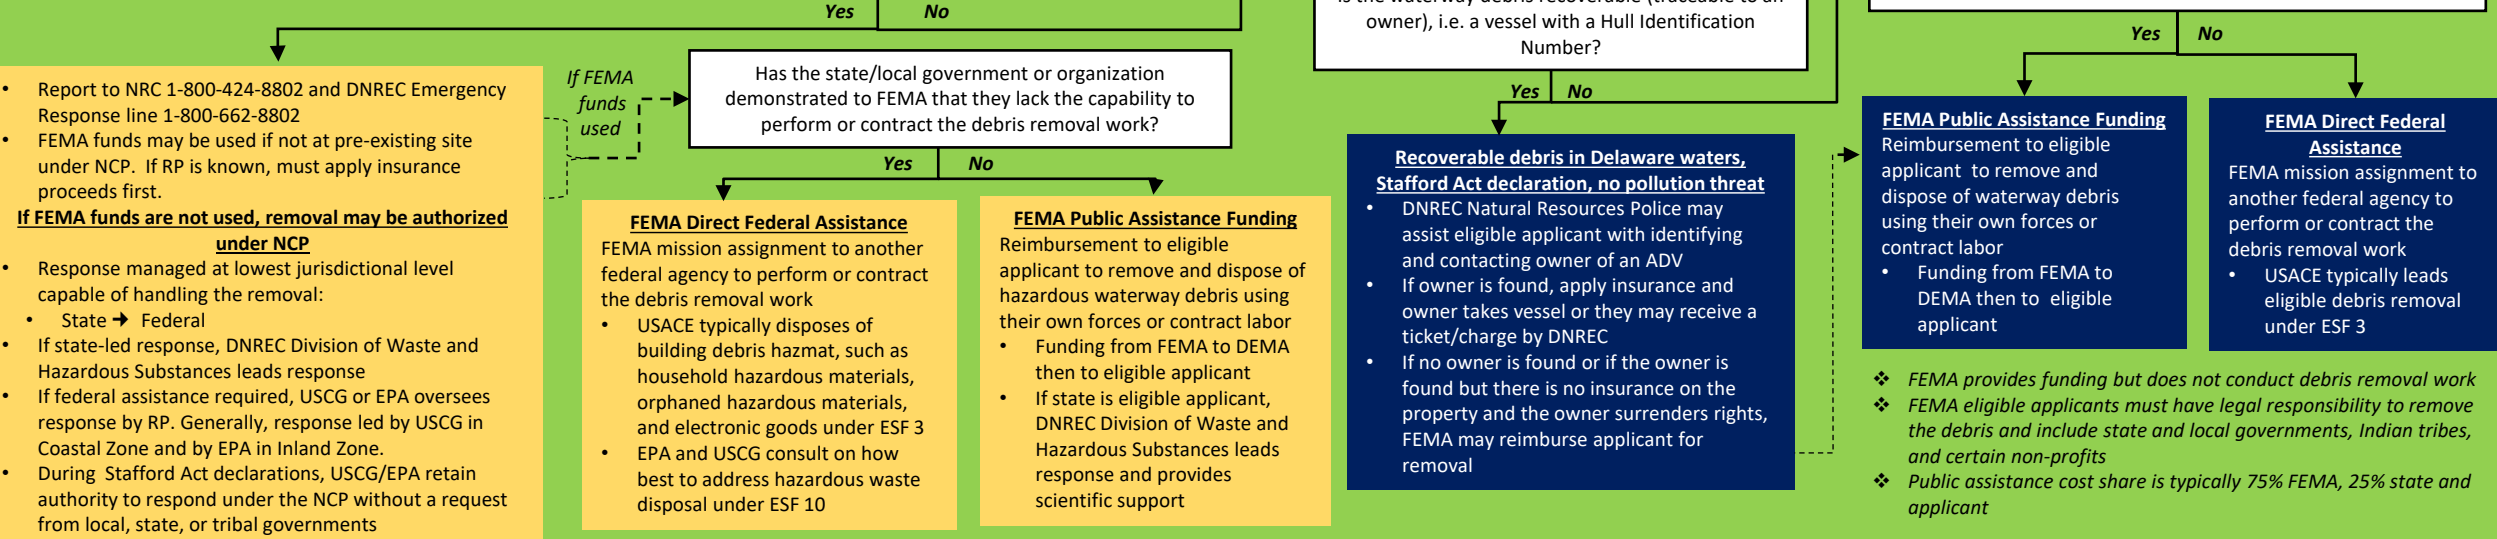 Yes No
If FEMA
funds
used
• Report to NRC 1-800-424-8802 and DNREC Emergency
Response line 1-800-662-8802
• FEMA funds may be used if not at pre-existing site
under NCP. If RP is known, must apply insurance
proceeds first.
If FEMA funds are not used, removal may be authorized
under NCP
• Response managed at lowest jurisdictional level
capable of handling the removal:
• State → Federal
• If state-led response, DNREC Division of Waste and
Hazardous Substances leads response
• If federal assistance required, USCG or EPA oversees
response by RP. Generally, response led by USCG in
Coastal Zone and by EPA in Inland Zone.
• During Stafford Act declarations, USCG/EPA retain
authority to respond under the NCP without a request
from local, state, or tribal governments
Has the state/local government or organization
demonstrated to FEMA that they lack the capability to
perform or contract the debris removal work?
Yes No
FEMA Direct Federal Assistance
FEMA mission assignment to another
federal agency to perform or contract
the debris removal work
• USACE typically disposes of
building debris hazmat, such as
household hazardous materials,
orphaned hazardous materials,
and electronic goods under ESF 3
• EPA and USCG consult on how
best to address hazardous waste
disposal under ESF 10
FEMA Public Assistance Funding
Reimbursement to eligible
applicant to remove and dispose of
hazardous waterway debris using
their own forces or contract labor
• Funding from FEMA to DEMA
then to eligible applicant
• If state is eligible applicant,
DNREC Division of Waste and
Hazardous Substances leads
response and provides
scientific support
is the waterway debris recoverable (traceable to an
owner), i.e. a vessel with a Hull Identification
Number?
Yes No
Recoverable debris in Delaware waters,
Stafford Act declaration, no pollution threat
• DNREC Natural Resources Police may
assist eligible applicant with identifying
and contacting owner of an ADV
• If owner is found, apply insurance and
owner takes vessel or they may receive a
ticket/charge by DNREC
• If no owner is found or if the owner is
found but there is no insurance on the
property and the owner surrenders rights,
FEMA may reimburse applicant for
removal
Yes No
FEMA Public Assistance Funding
Reimbursement to eligible
applicant to remove and
dispose of waterway debris
using their own forces or
contract labor
• Funding from FEMA to
DEMA then to eligible
applicant
FEMA Direct Federal
Assistance
FEMA mission assignment to
another federal agency to
perform or contract the
debris removal work
• USACE typically leads
eligible debris removal
under ESF 3
❖ FEMA provides funding but does not conduct debris removal work
❖ FEMA eligible applicants must have legal responsibility to remove
the debris and include state and local governments, Indian tribes,
and certain non-profits
❖ Public assistance cost share is typically 75% FEMA, 25% state and
applicant